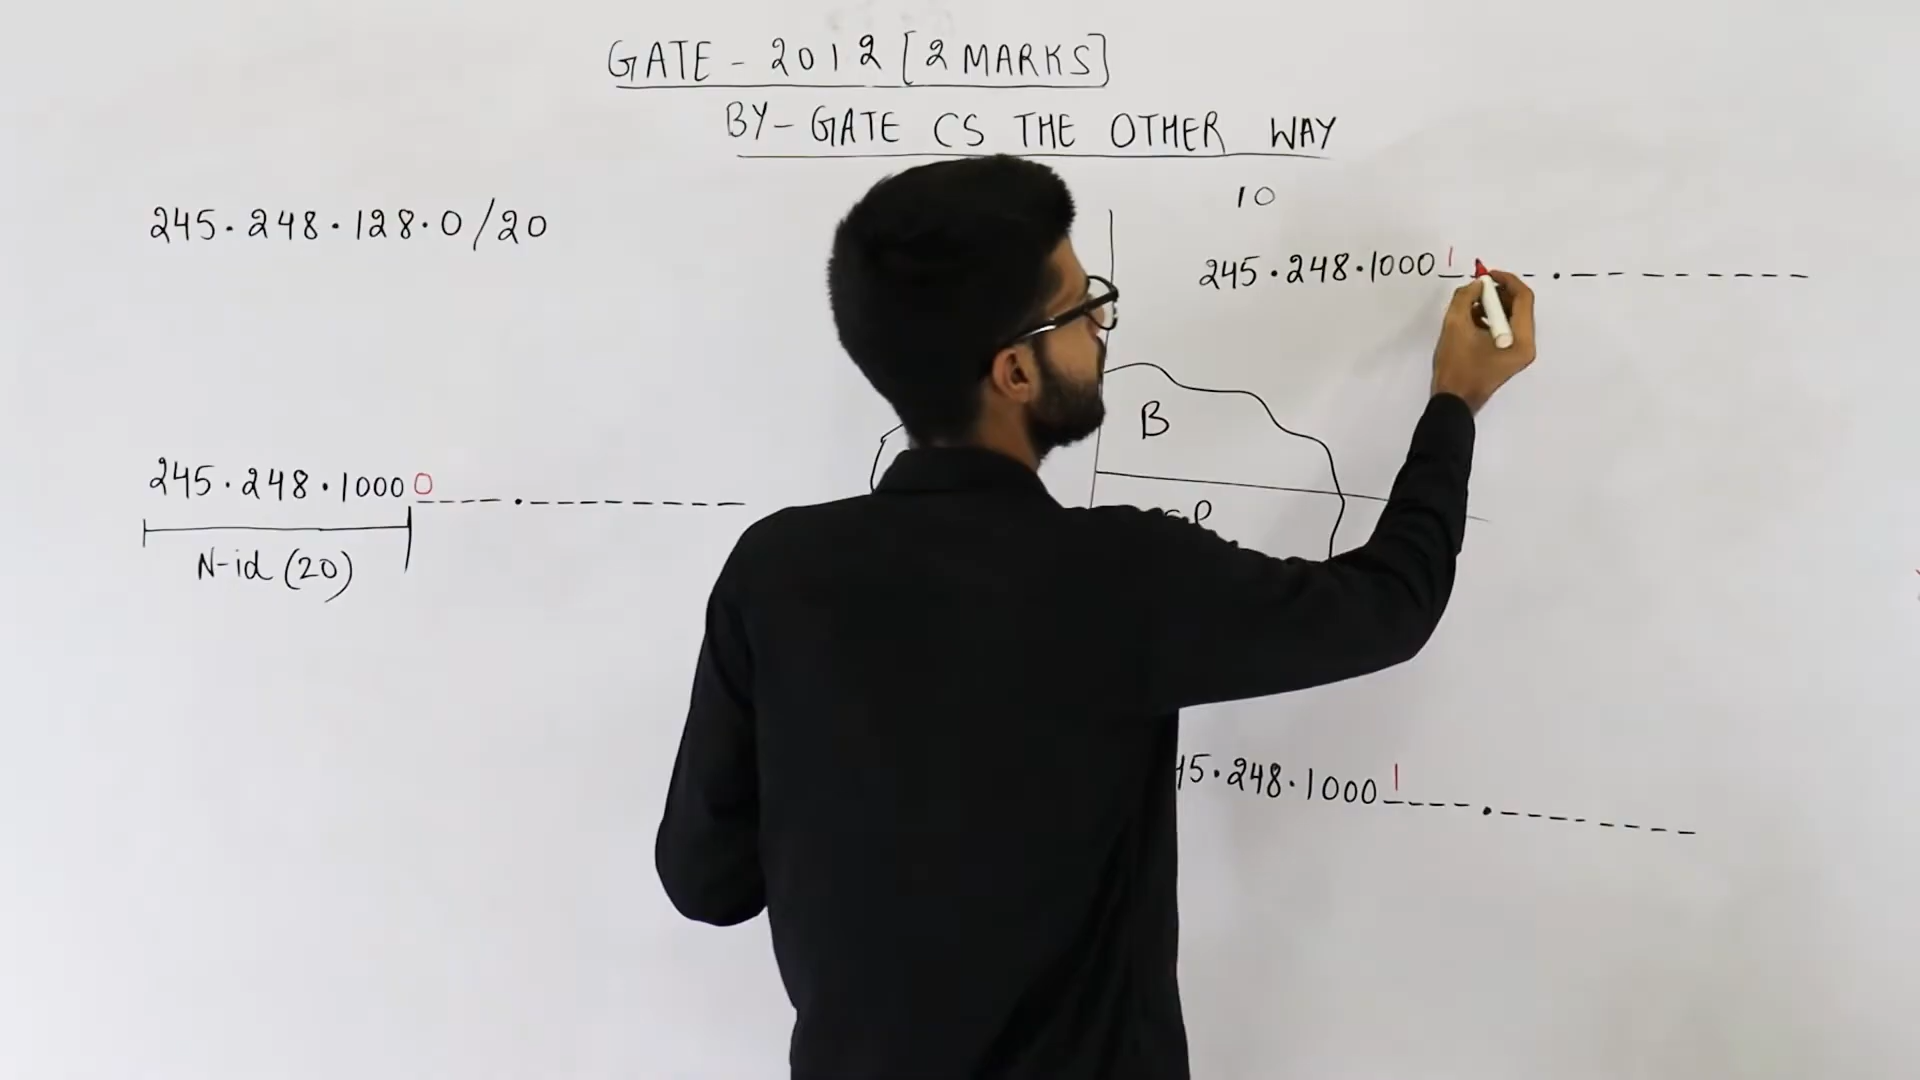 GATE - 2012 [2 MARKS]
BY- GATE CS THE OTHER WAY
245.248.128.0/20
10
245.248.1000 1 _ _ _ . _ _ _ _ _ _ _ _
B
245.248.1000 0 _ _ _ . _ _ _ _ _ _ _ _
N-id (20)
45.248.1000 1 _ _ _ . _ _ _ _ _ _ _ _